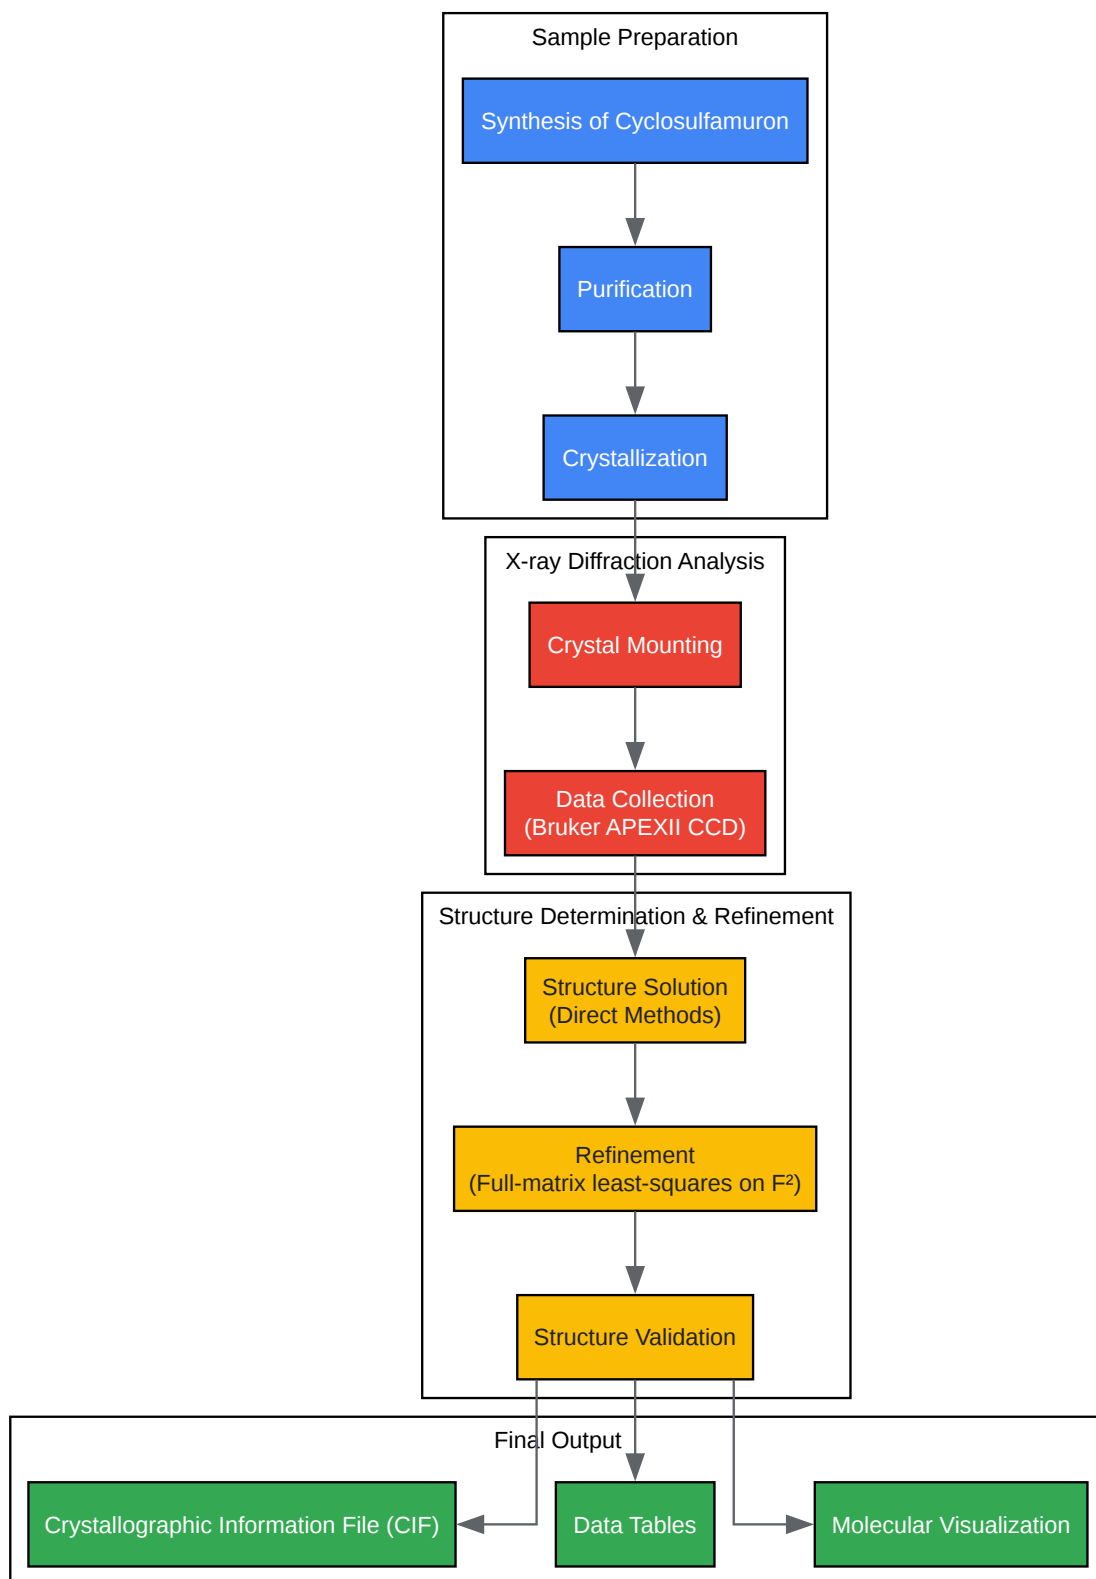 Sample Preparation
Synthesis of Cyclosulfamuron
Purification
Crystallization
X-ray Diffraction Analysis
Crystal Mounting
Data Collection
(Bruker APEXII CCD)
Structure Determination & Refinement
Structure Solution
(Direct Methods)
Refinement
(Full-matrix least-squares on F²)
Structure Validation
Final Output
Crystallographic Information File (CIF)
Data Tables
Molecular Visualization